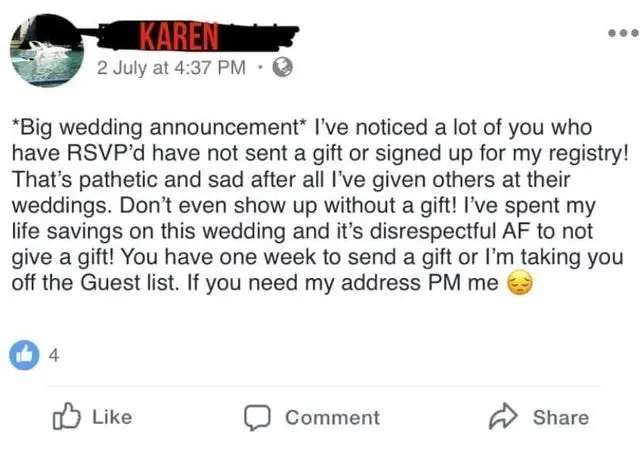 KAREN
2 July at 4:37 PM ·
*Big wedding announcement* I've noticed a lot of you who
have RSVP'd have not sent a gift or signed up for my registry!
That's pathetic and sad after all I've given others at their
weddings. Don't even show up without a gift! I've spent my
life savings on this wedding and it's disrespectful AF to not
give a gift! You have one week to send a gift or I'm taking you
off the Guest list. If you need my address PM me 😔
4
Like Comment Share